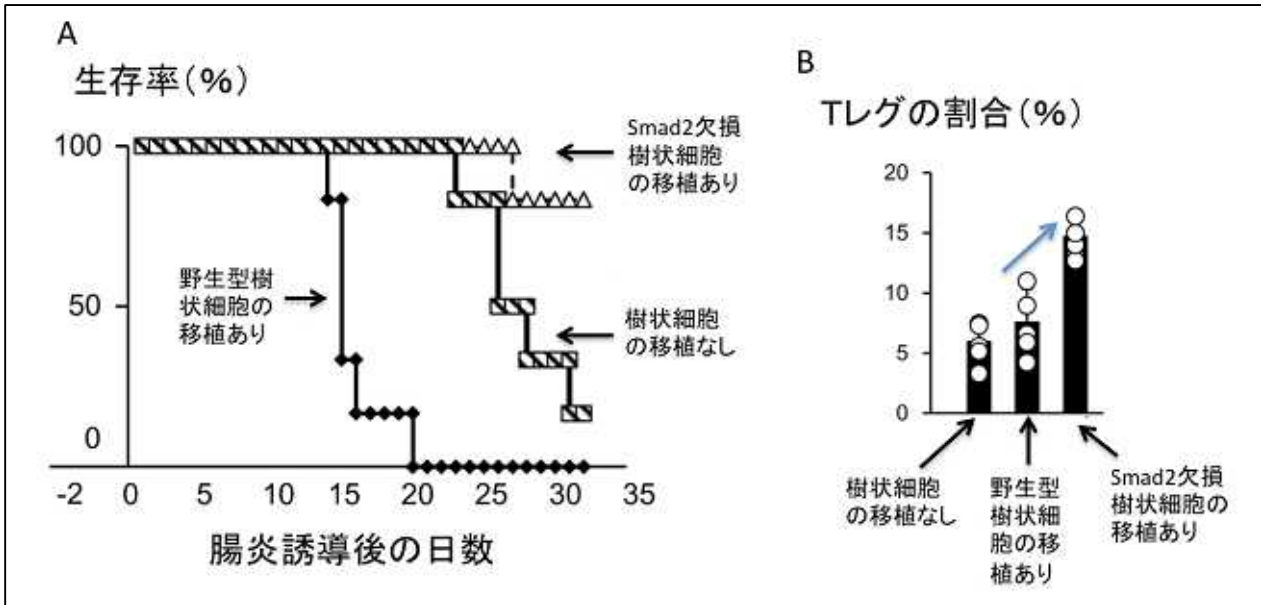 A
生存率(%)
100
50
0
-2 0 5 10 15 20 25 30 35
腸炎誘導後の日数
野生型樹
状細胞の
移植あり
Smad2欠損
樹状細胞
の移植あり
樹状細胞
の移植なし
B
Tレグの割合(%)
20
15
10
5
0
樹状細胞
の移植なし
野生型
樹状細
胞の移
植あり
Smad2欠損
樹状細胞の
移植あり